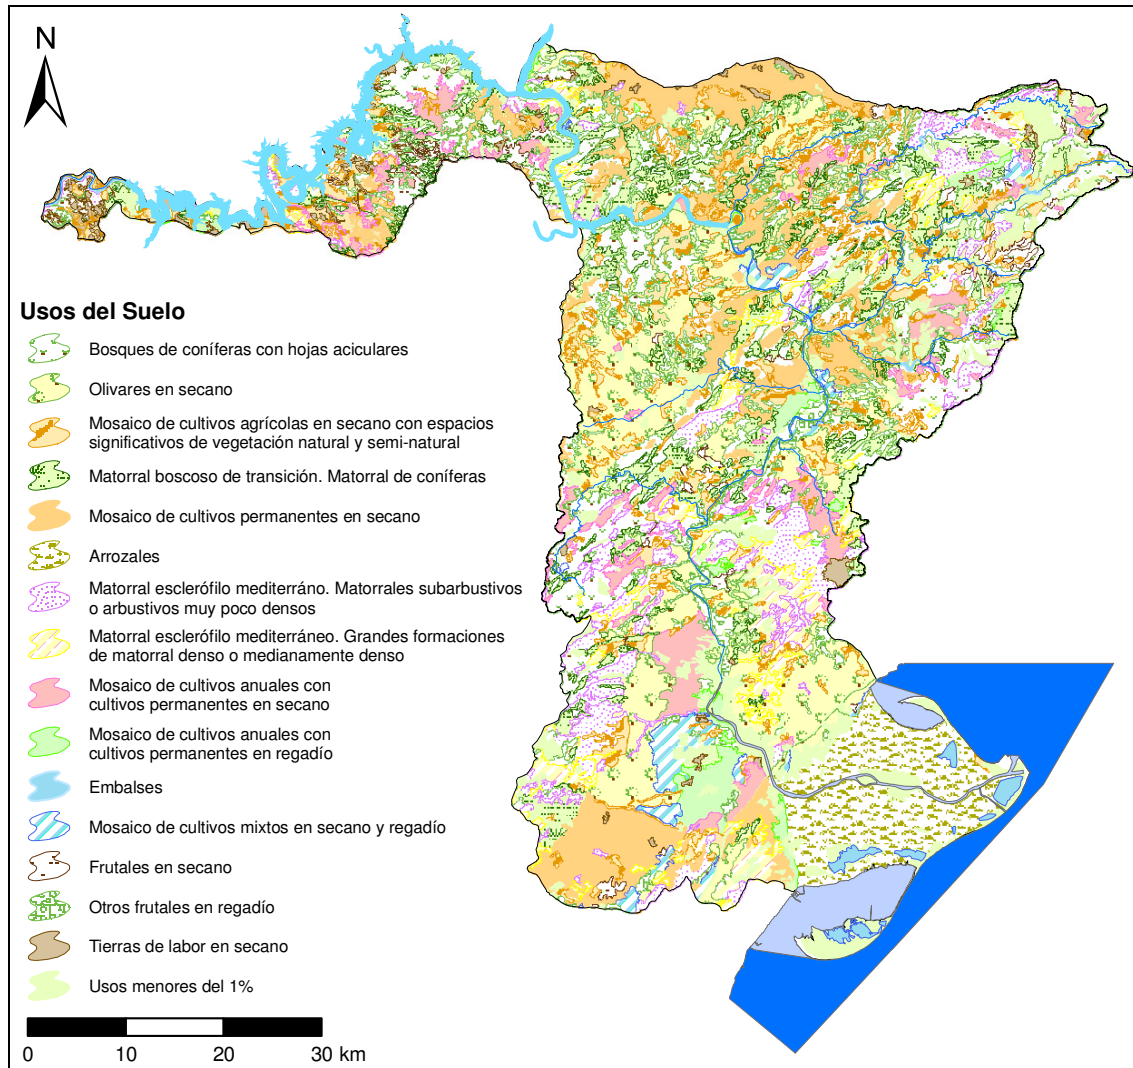 N
Usos del Suelo
Bosques de coníferas con hojas aciculares
Olivares en secano
Mosaico de cultivos agrícolas en secano con espacios
significativos de vegetación natural y semi-natural
Matorral boscoso de transición. Matorral de coníferas
Mosaico de cultivos permanentes en secano
Arrozales
Matorral esclerófilo mediterráno. Matorrales subarbustivos
o arbustivos muy poco densos
Matorral esclerófilo mediterráneo. Grandes formaciones
de matorral denso o medianamente denso
Mosaico de cultivos anuales con
cultivos permanentes en secano
Mosaico de cultivos anuales con
cultivos permanentes en regadío
Embalses
Mosaico de cultivos mixtos en secano y regadío
Frutales en secano
Otros frutales en regadío
Tierras de labor en secano
Usos menores del 1%
0 10 20 30 km